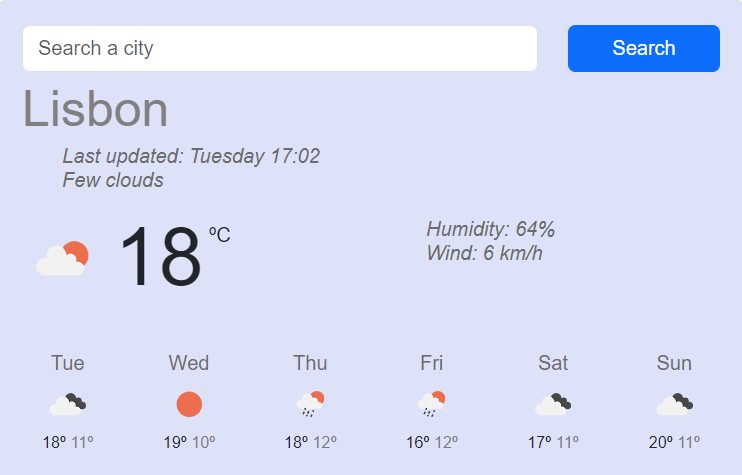 Search a city
Search
Lisbon
Last updated: Tuesday 17:02
Few clouds
18 ºC
Humidity: 64%
Wind: 6 km/h
Tue Wed Thu Fri Sat Sun
18º 11º 19º 10º 18º 12º 16º 12º 17º 11º 20º 11º